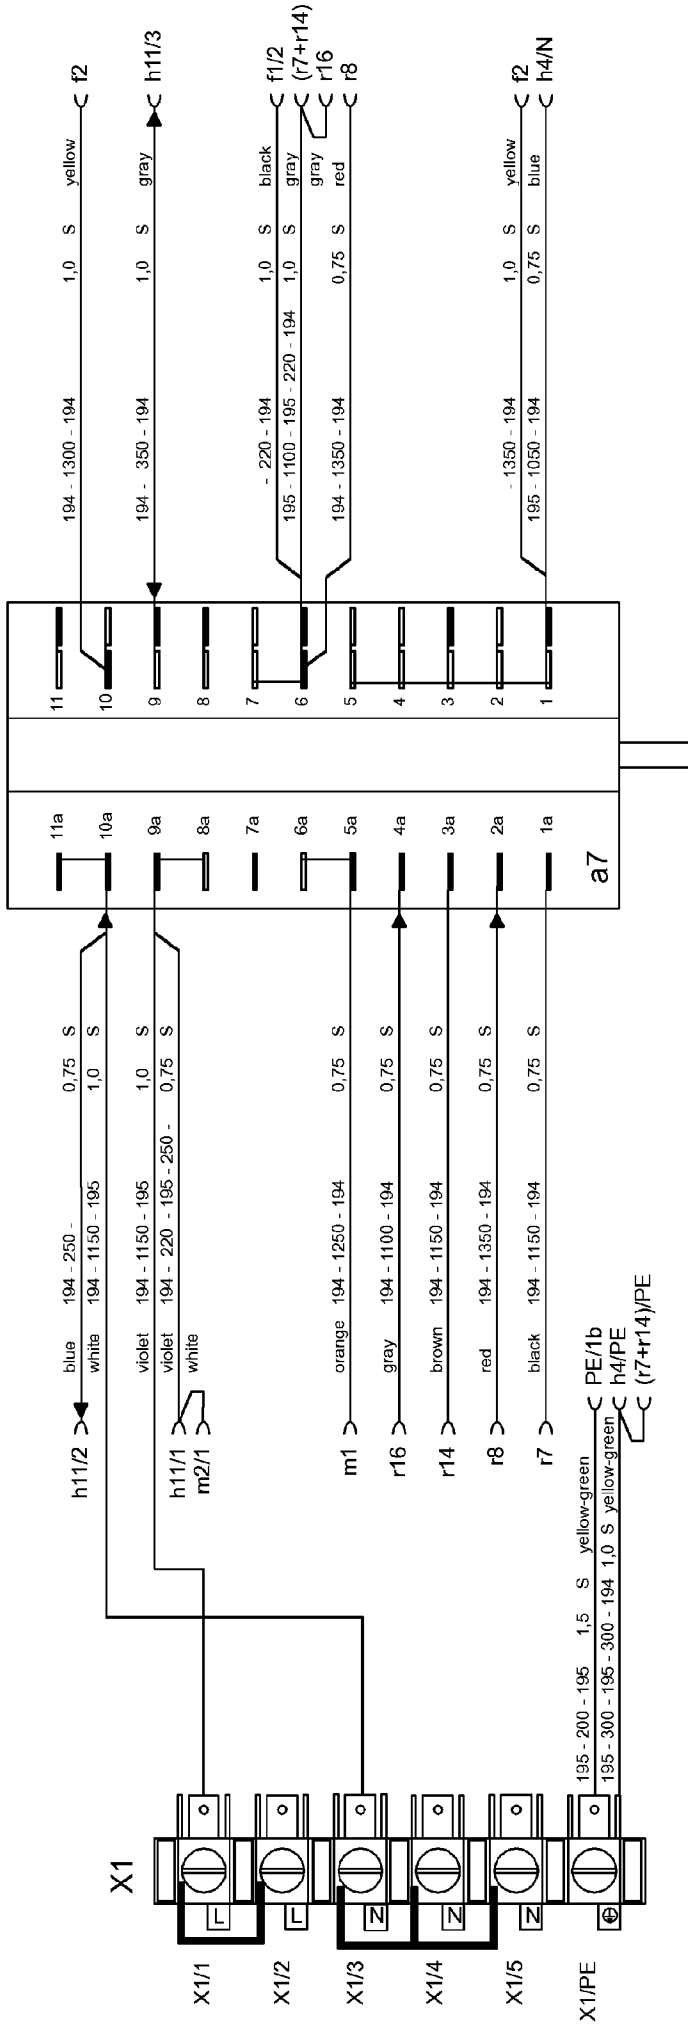 f2
yellow
1,0 S
194 - 1300 - 194
h11/3
gray
1,0 S
194 - 350 - 194
f1/2
black
1,0 S
- 220 - 194
(r7+r14)
gray
1,0 S
195 - 1100 - 195 - 220 - 194
r16
gray
r8
red
0,75 S
194 - 1350 - 194
f2
yellow
1,0 S
- 1350 - 194
h4/N
blue
0,75 S
195 - 1050 - 194
11
10
9
8
7
6
5
4
3
2
1
11a
10a
9a
8a
7a
6a
5a
4a
3a
2a
1a
a7
h11/2
blue 194 - 250 - 0,75 S
white 194 - 1150 - 195 1,0 S
violet 194 - 1150 - 195 1,0 S
h11/1
violet 194 - 220 - 195 - 250 - 0,75 S
m2/1
white
m1
orange 194 - 1250 - 194 0,75 S
r16
gray 194 - 1100 - 194 0,75 S
r14
brown 194 - 1150 - 194 0,75 S
r8
red 194 - 1350 - 194 0,75 S
r7
black 194 - 1150 - 194 0,75 S
195 - 200 - 195 1,5 S yellow-green
PE/1b
195 - 300 - 195 - 300 - 194 1,0 S yellow-green
h4/PE
(r7+r14)/PE
X1
L
L
N
N
N
X1/1
X1/2
X1/3
X1/4
X1/5
X1/PE